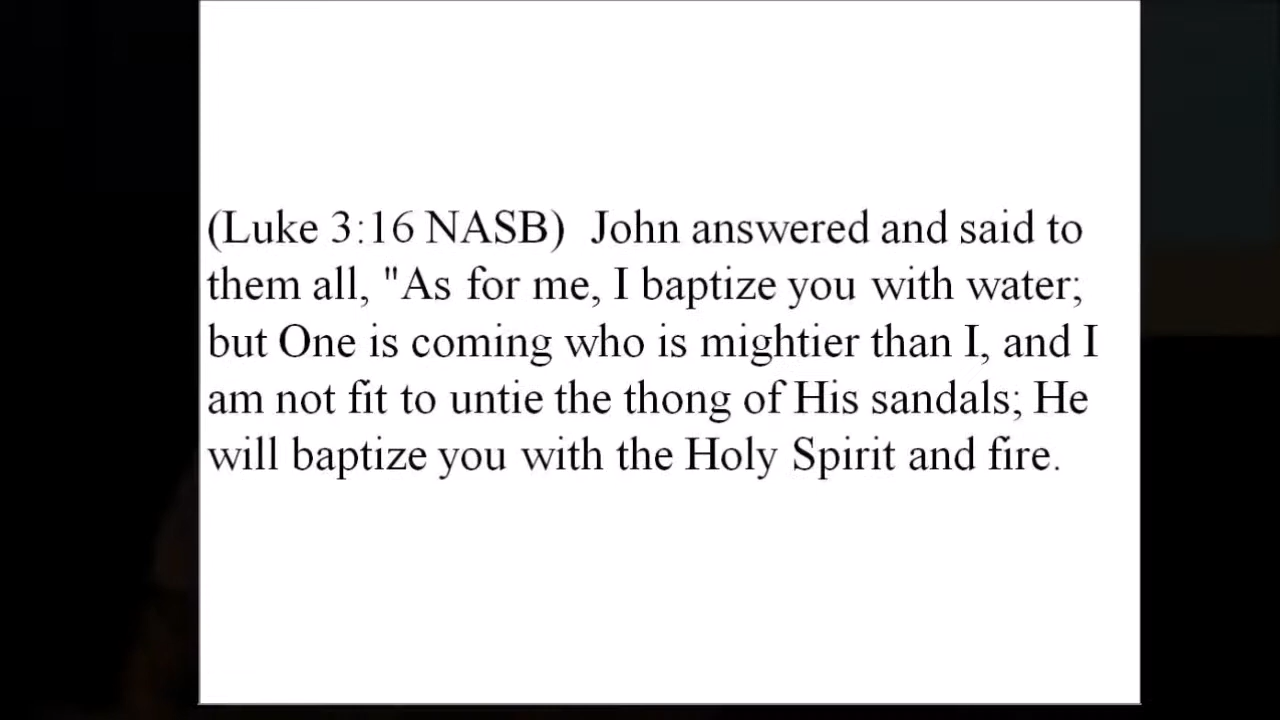 (Luke 3:16 NASB)  John answered and said to
them all, "As for me, I baptize you with water;
but One is coming who is mightier than I, and I
am not fit to untie the thong of His sandals; He
will baptize you with the Holy Spirit and fire.